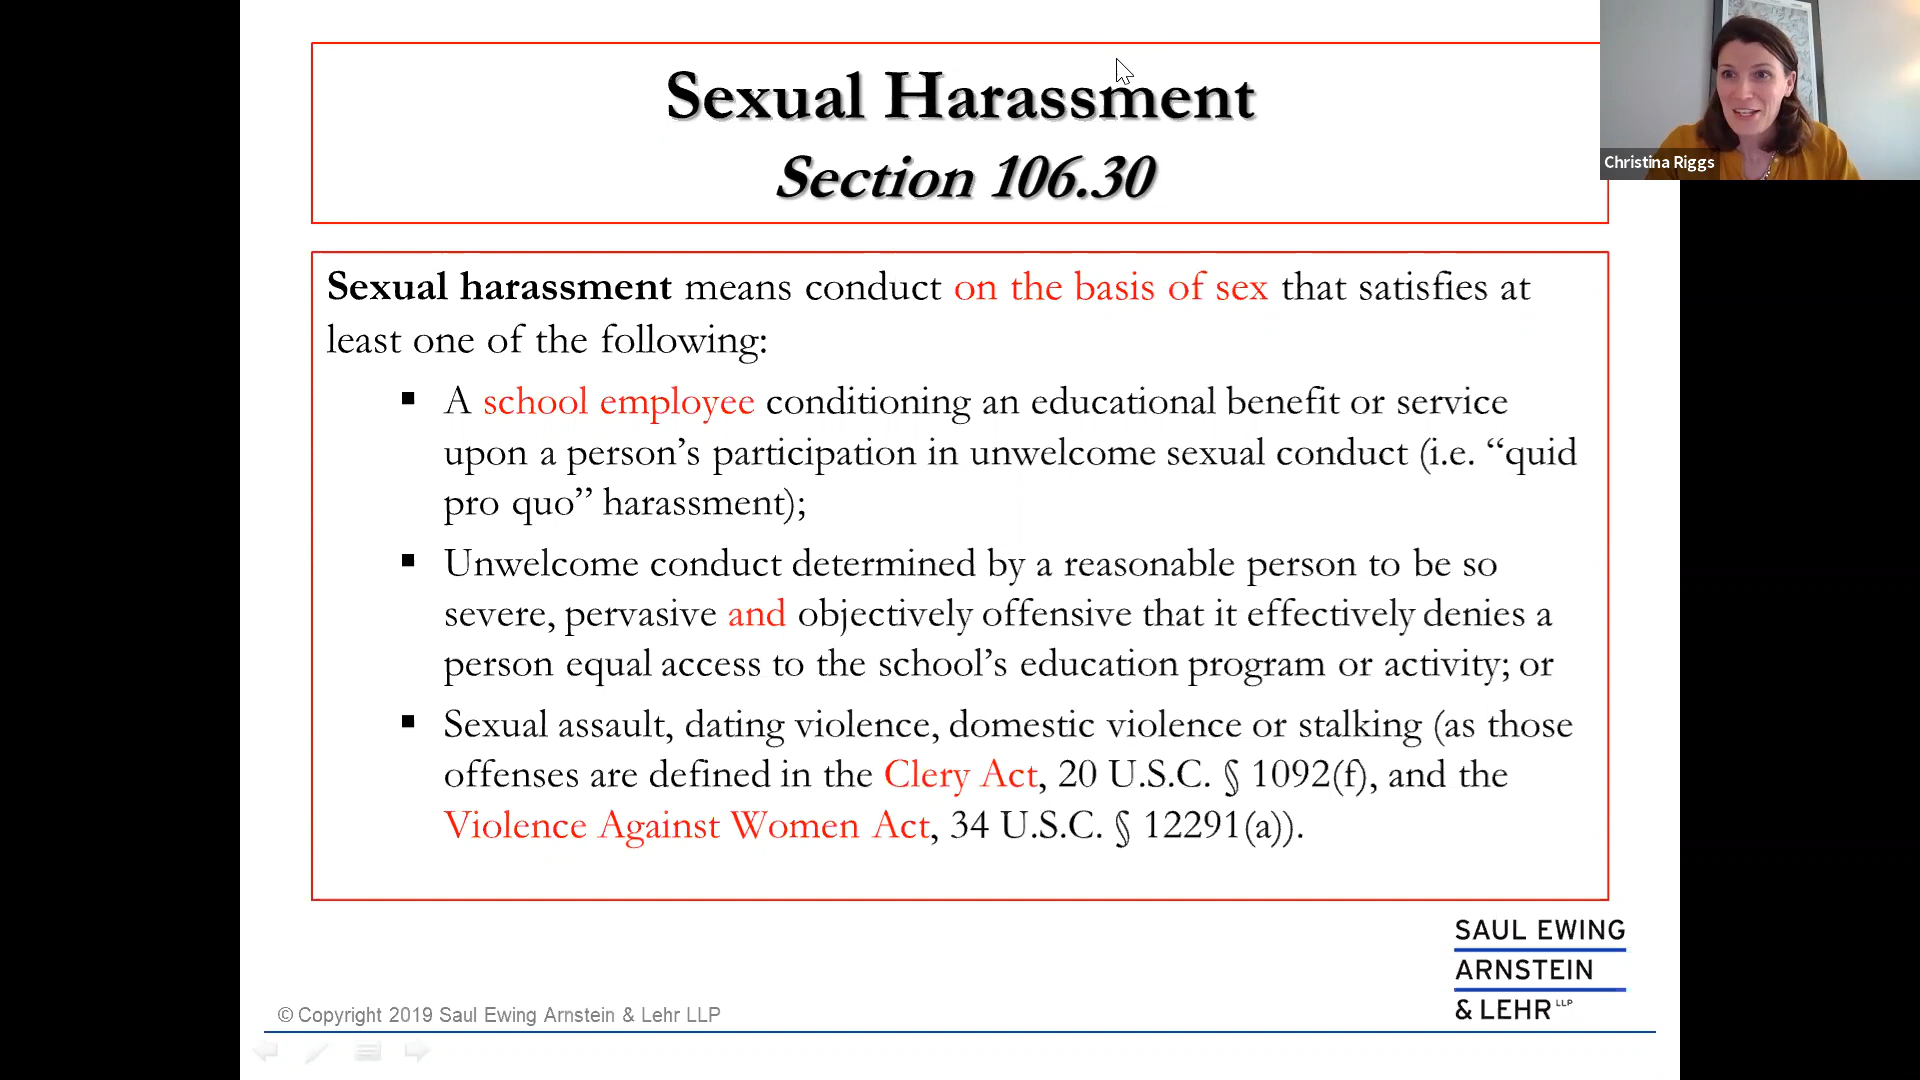 Sexual Harassment
Section 106.30
Christina Riggs
Sexual harassment means conduct on the basis of sex that satisfies at
least one of the following:
▪ A school employee conditioning an educational benefit or service
upon a person’s participation in unwelcome sexual conduct (i.e. “quid
pro quo” harassment);
▪ Unwelcome conduct determined by a reasonable person to be so
severe, pervasive and objectively offensive that it effectively denies a
person equal access to the school’s education program or activity; or
▪ Sexual assault, dating violence, domestic violence or stalking (as those
offenses are defined in the Clery Act, 20 U.S.C. § 1092(f), and the
Violence Against Women Act, 34 U.S.C. § 12291(a)).
SAUL EWING
ARNSTEIN
& LEHR LLP
© Copyright 2019 Saul Ewing Arnstein & Lehr LLP